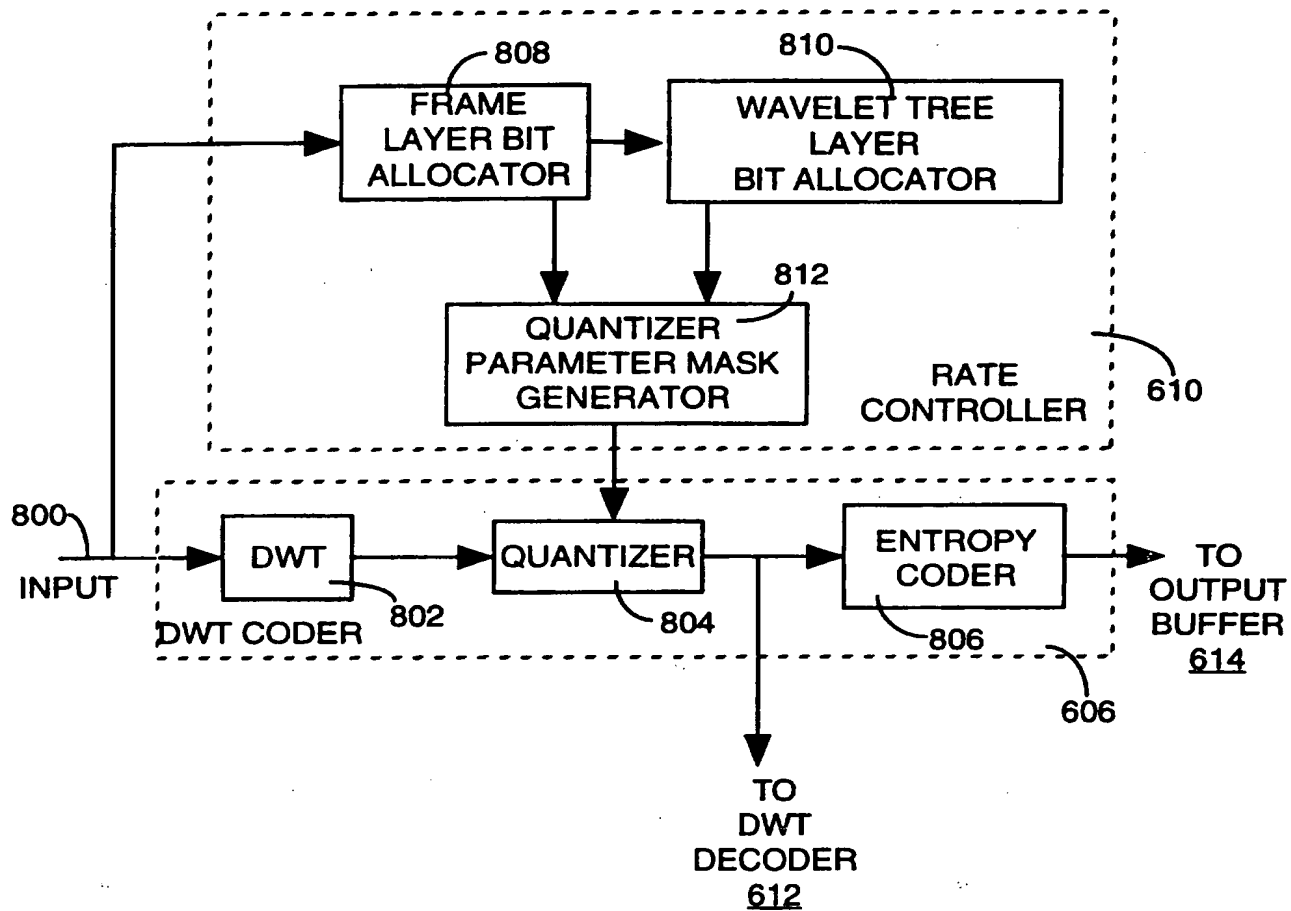 808
810
FRAME
LAYER BIT
ALLOCATOR
WAVELET TREE
LAYER
BIT ALLOCATOR
812
QUANTIZER
PARAMETER MASK
GENERATOR
RATE
CONTROLLER
610
800
INPUT
DWT
802
DWT CODER
QUANTIZER
804
ENTROPY
CODER
806
TO
OUTPUT
BUFFER
614
606
TO
DWT
DECODER
612